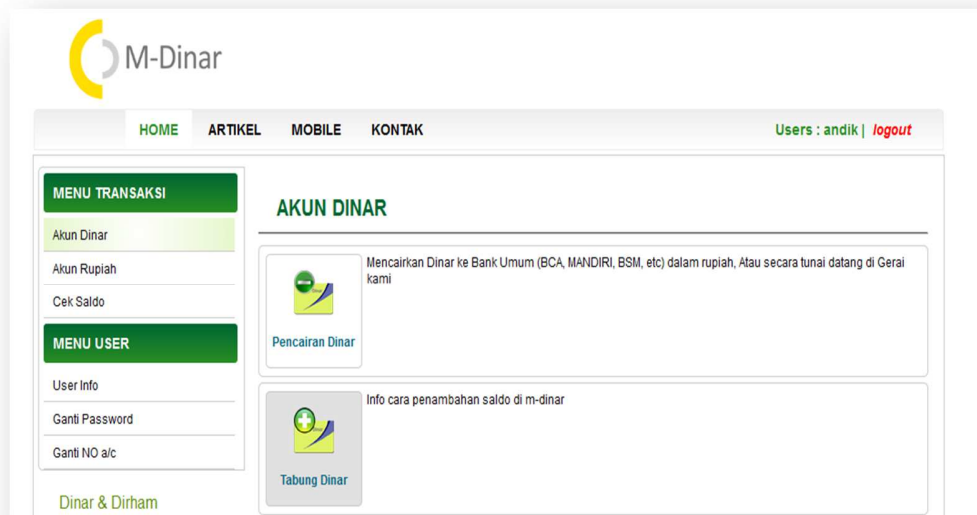 M-Dinar
HOME ARTIKEL MOBILE KONTAK Users : andik | logout
MENU TRANSAKSI
Akun Dinar
Akun Rupiah
Cek Saldo
MENU USER
User Info
Ganti Password
Ganti NO a/c
Dinar & Dirham
AKUN DINAR
Mencairkan Dinar ke Bank Umum (BCA, MANDIRI, BSM, etc) dalam rupiah, Atau secara tunai datang di Gerai
kami
Pencairan Dinar
Info cara penambahan saldo di m-dinar
Tabung Dinar